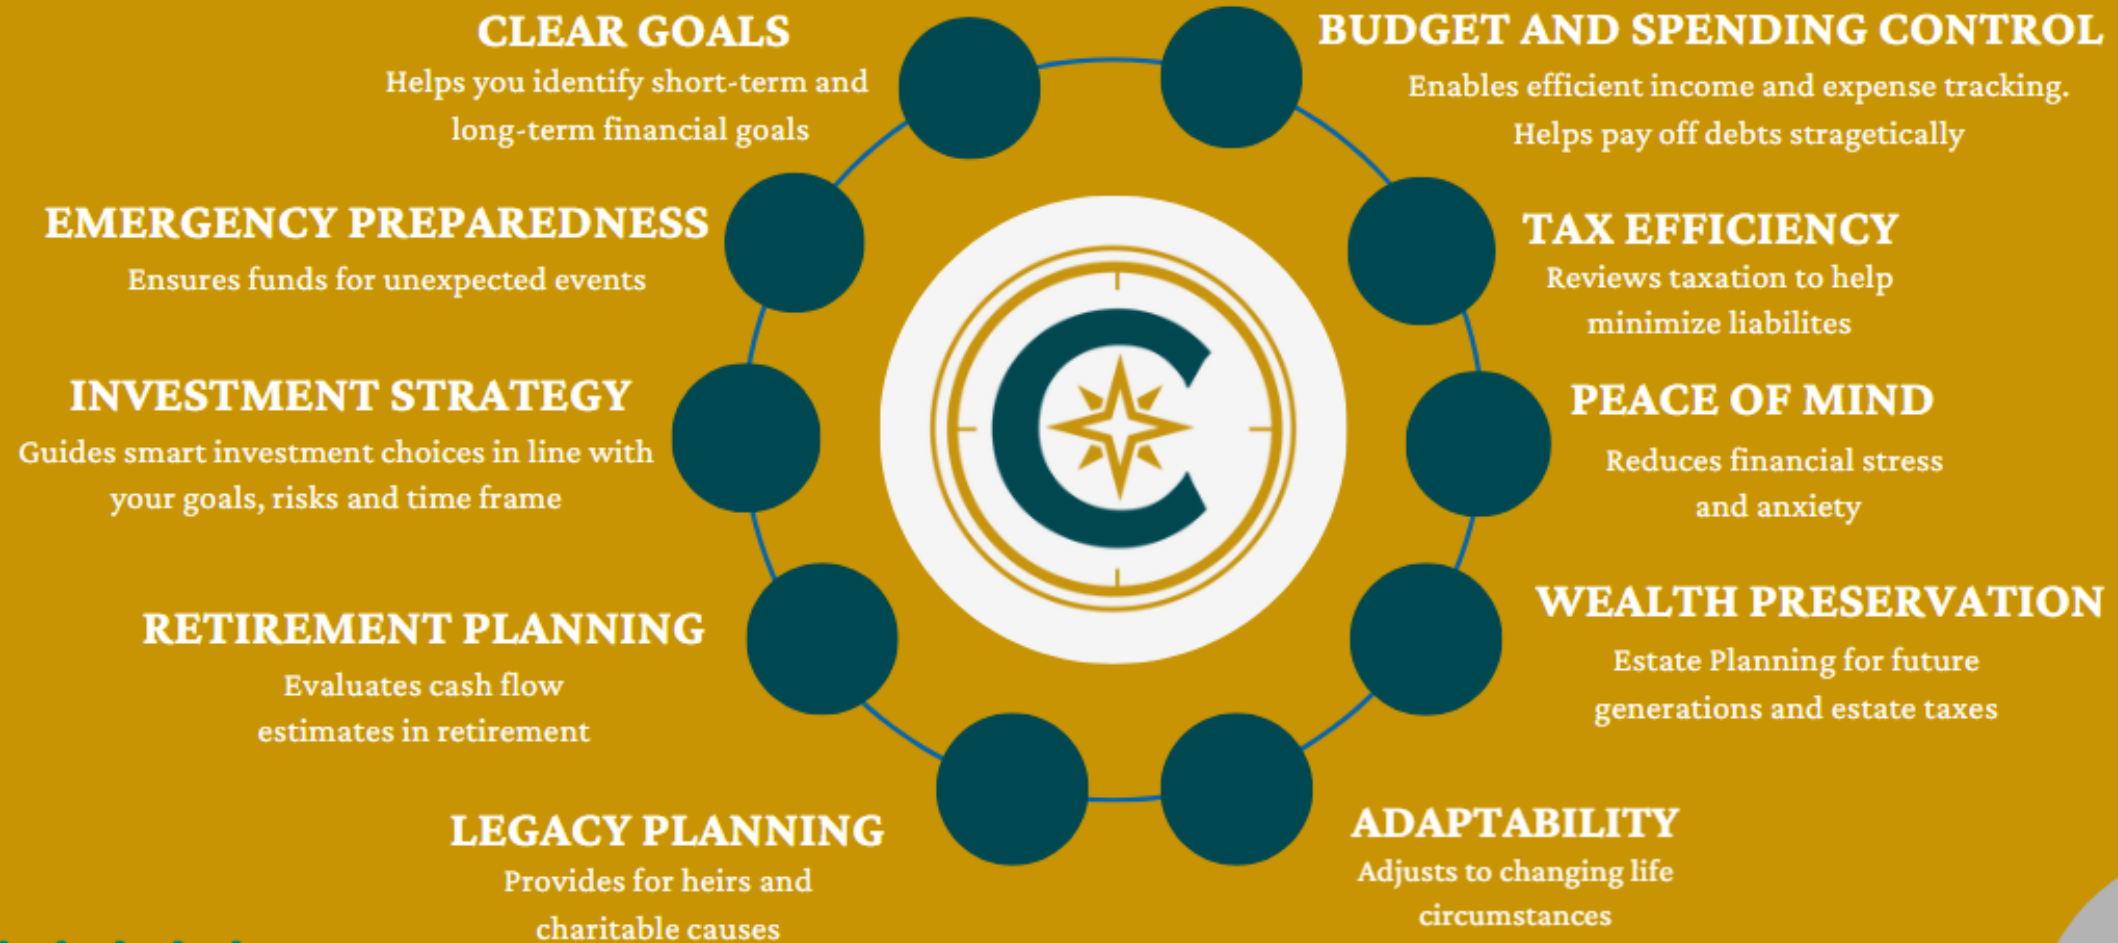 CLEAR GOALS
Helps you identify short-term and
long-term financial goals
EMERGENCY PREPAREDNESS
Ensures funds for unexpected events
INVESTMENT STRATEGY
Guides smart investment choices in line with
your goals, risks and time frame
RETIREMENT PLANNING
Evaluates cash flow
estimates in retirement
LEGACY PLANNING
Provides for heirs and
charitable causes
C
BUDGET AND SPENDING CONTROL
Enables efficient income and expense tracking.
Helps pay off debts stragetically
TAX EFFICIENCY
Reviews taxation to help
minimize liabilites
PEACE OF MIND
Reduces financial stress
and anxiety
WEALTH PRESERVATION
Estate Planning for future
generations and estate taxes
ADAPTABILITY
Adjusts to changing life
circumstances